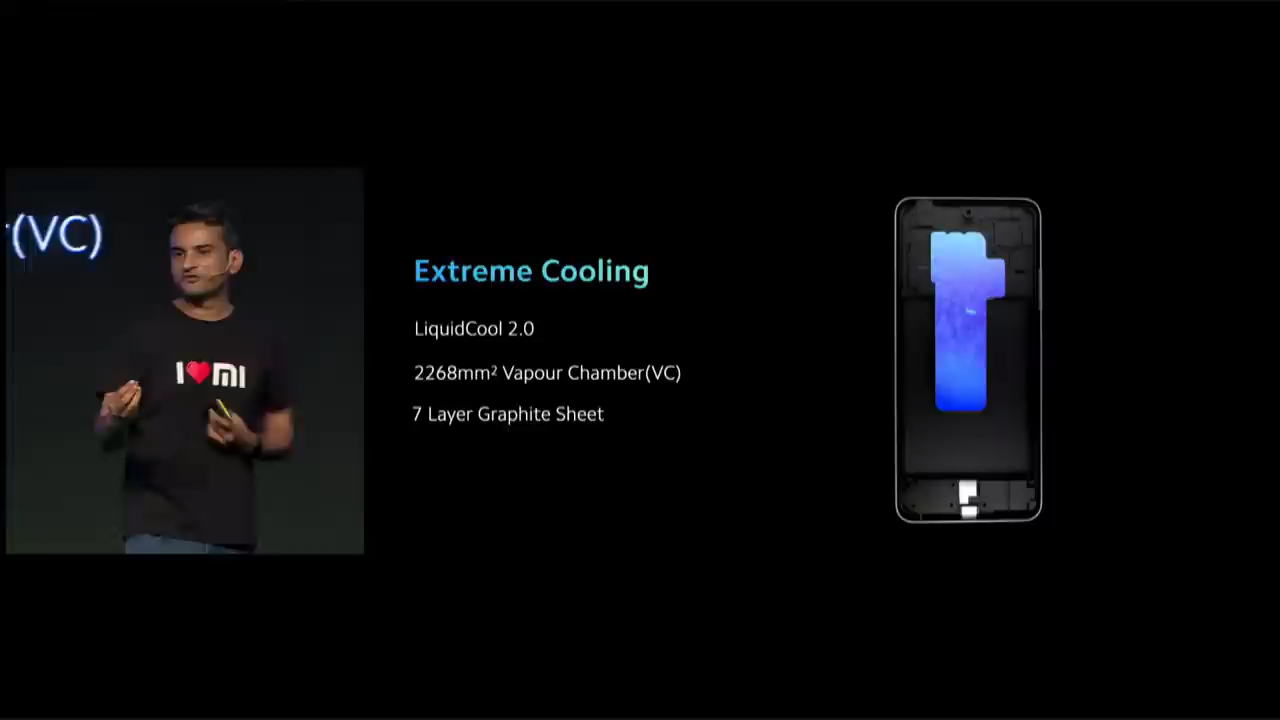 (VC)
I ❤ MI
Extreme Cooling
LiquidCool 2.0
2268mm² Vapour Chamber(VC)
7 Layer Graphite Sheet